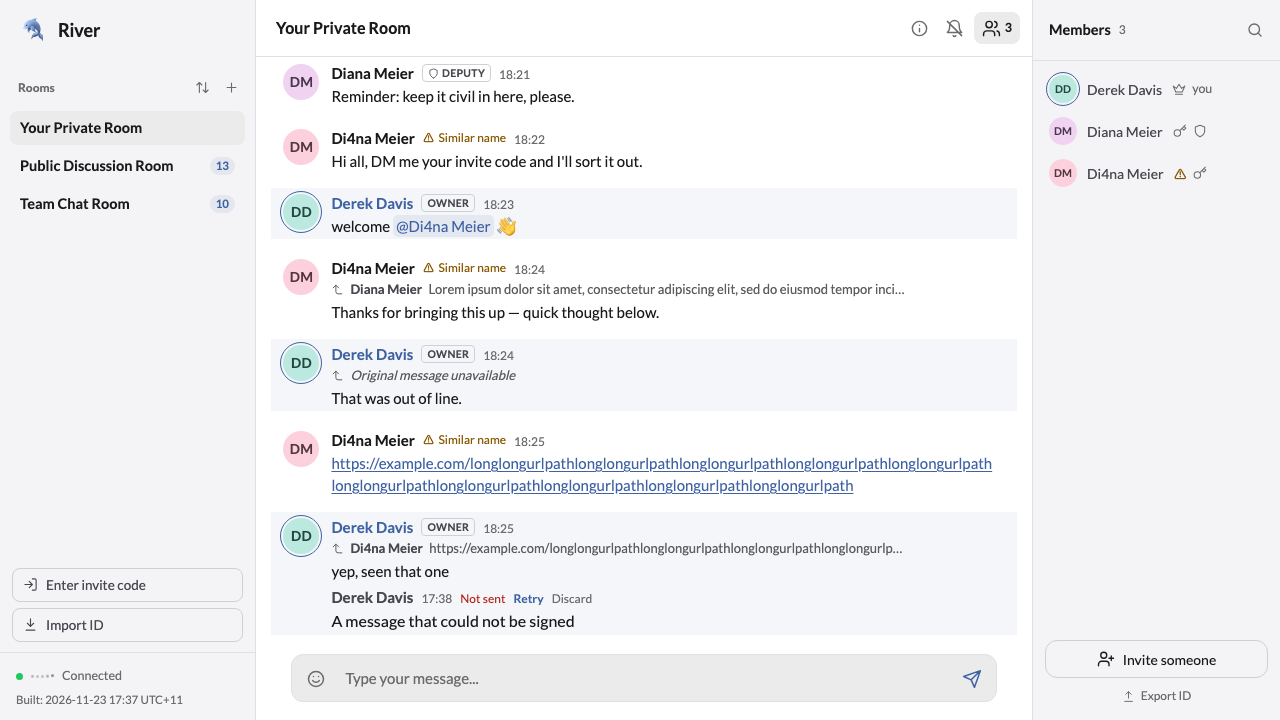 River
Rooms
Your Private Room
Public Discussion Room 13
Team Chat Room 10
Enter invite code
Import ID
Connected
Built: 2026-11-23 17:37 UTC+11
Your Private Room
3
DM Diana Meier DEPUTY 18:21
Reminder: keep it civil in here, please.
DM Di4na Meier Similar name 18:22
Hi all, DM me your invite code and I'll sort it out.
DD Derek Davis OWNER 18:23
welcome @Di4na Meier 👋
DM Di4na Meier Similar name 18:24
Diana Meier Lorem ipsum dolor sit amet, consectetur adipiscing elit, sed do eiusmod tempor inci...
Thanks for bringing this up — quick thought below.
DD Derek Davis OWNER 18:24
Original message unavailable
That was out of line.
DM Di4na Meier Similar name 18:25
https://example.com/longlongurlpathlonglongurlpathlonglongurlpathlonglongurlpathlonglongurlpath
longlongurlpathlonglongurlpathlonglongurlpathlonglongurlpathlonglongurlpath
DD Derek Davis OWNER 18:25
Di4na Meier https://example.com/longlongurlpathlonglongurlpathlonglongurlpathlonglongurlp...
yep, seen that one
Derek Davis 17:38 Not sent Retry Discard
A message that could not be signed
Type your message...
Members 3
DD Derek Davis you
DM Diana Meier
DM Di4na Meier
Invite someone
Export ID